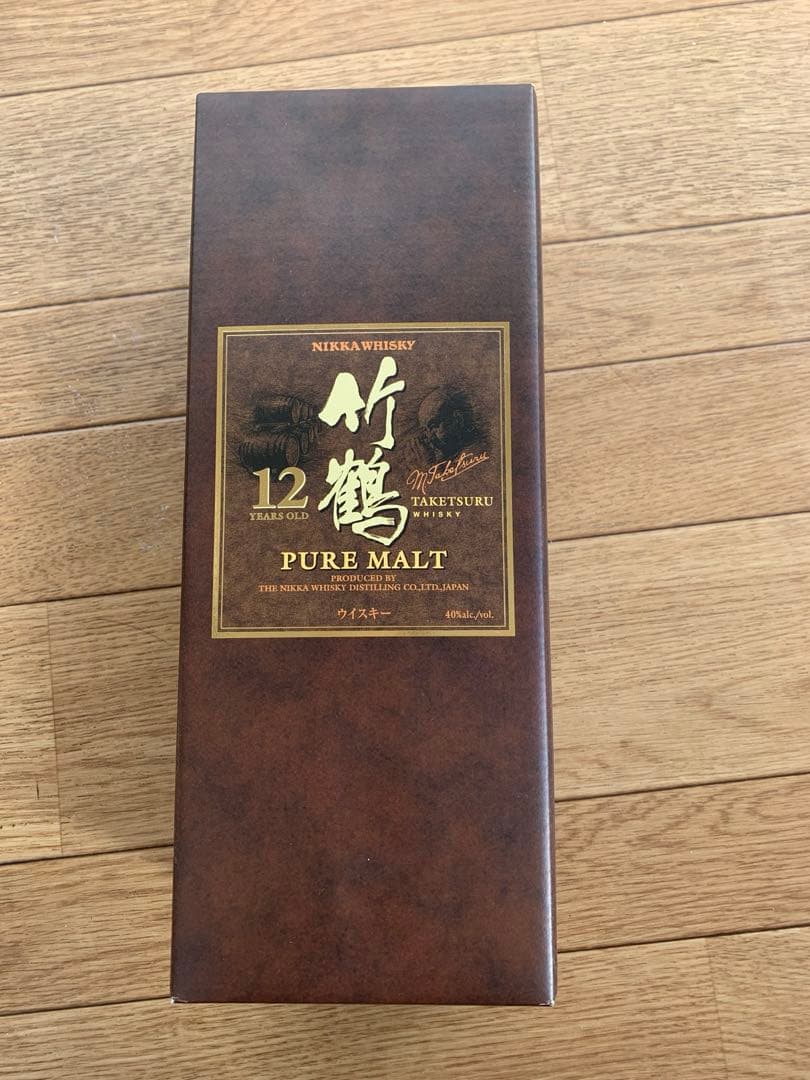 NIKKA WHISKY
竹鶴
12
YEARS OLD
M.Taketsuru
TAKETSURU
WHISKY
PURE MALT
PRODUCED BY
THE NIKKA WHISKY DISTILLING CO.,LTD.,JAPAN
ウイスキー 40%alc./vol.